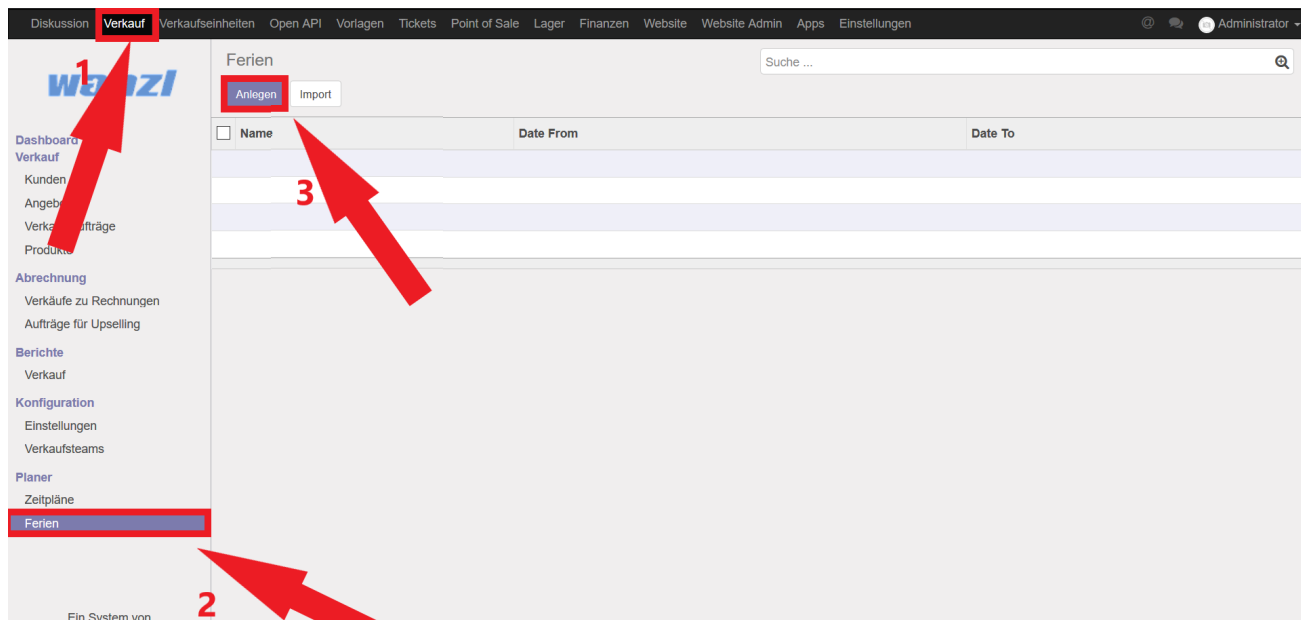 Diskussion Verkauf Verkaufseinheiten Open API Vorlagen Tickets Point of Sale Lager Finanzen Website Website Admin Apps Einstellungen @ Administrator
1
wanzl
Ferien
Suche ...
Anlegen Import
Name Date From Date To
Dashboard
Verkauf
Kunden
3
Produkte
Abrechnung
Verkäufe zu Rechnungen
Aufträge für Upselling
Berichte
Verkauf
Konfiguration
Einstellungen
Verkaufsteams
Planer
Zeitpläne
Ferien
2
Ein System von